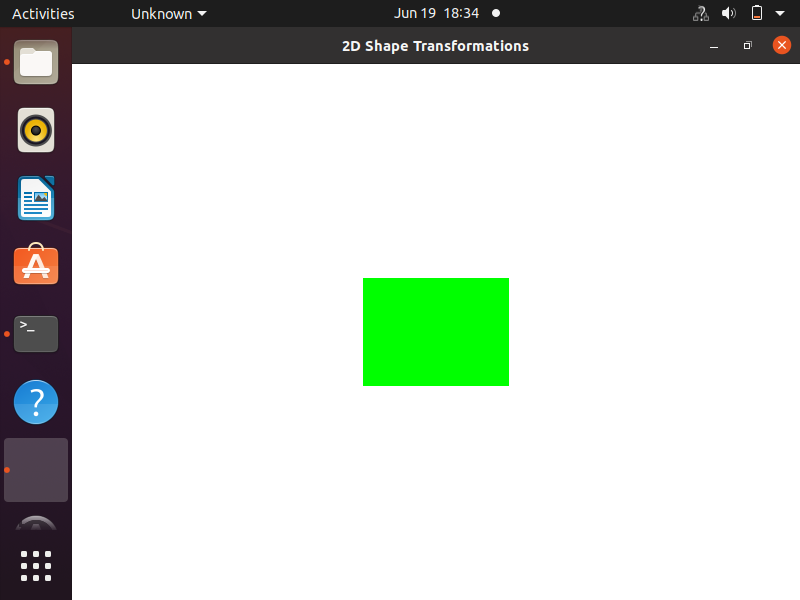 Activities
Unknown
Jun 19 18:34
2D Shape Transformations
>_
?